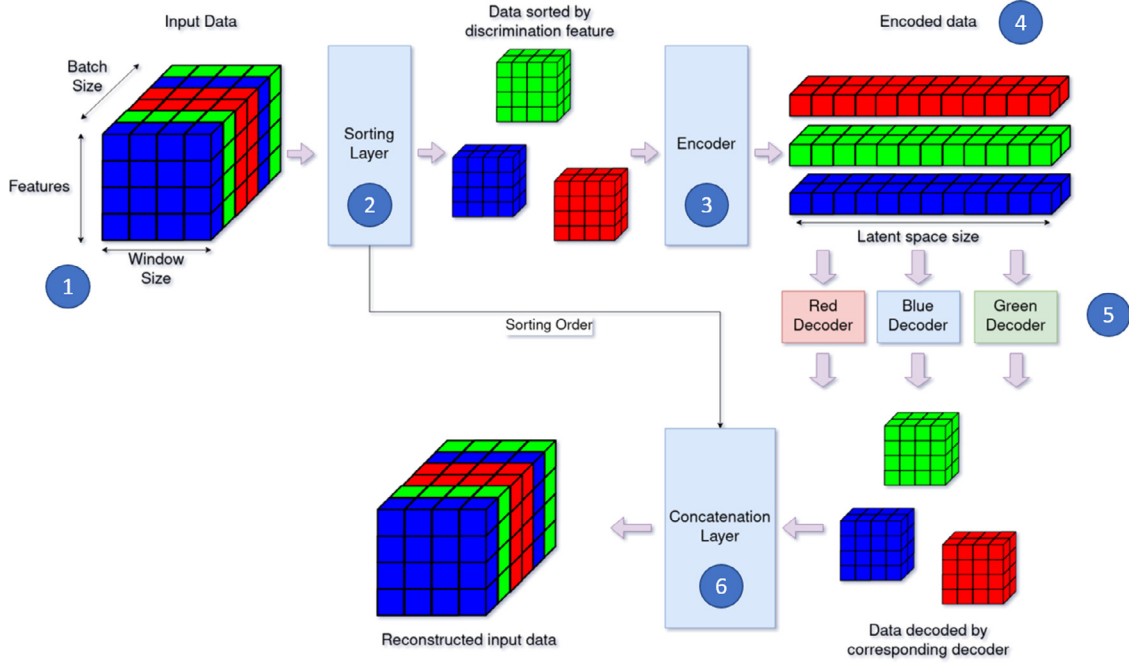 Input Data
Data sorted by
discrimination feature
Encoded data
4
Batch
Size
Features
Window
Size
1
Sorting
Layer
2
Encoder
3
Latent space size
Red
Decoder
Blue
Decoder
Green
Decoder
5
Sorting Order
Concatenation
Layer
6
Reconstructed input data
Data decoded by
corresponding decoder